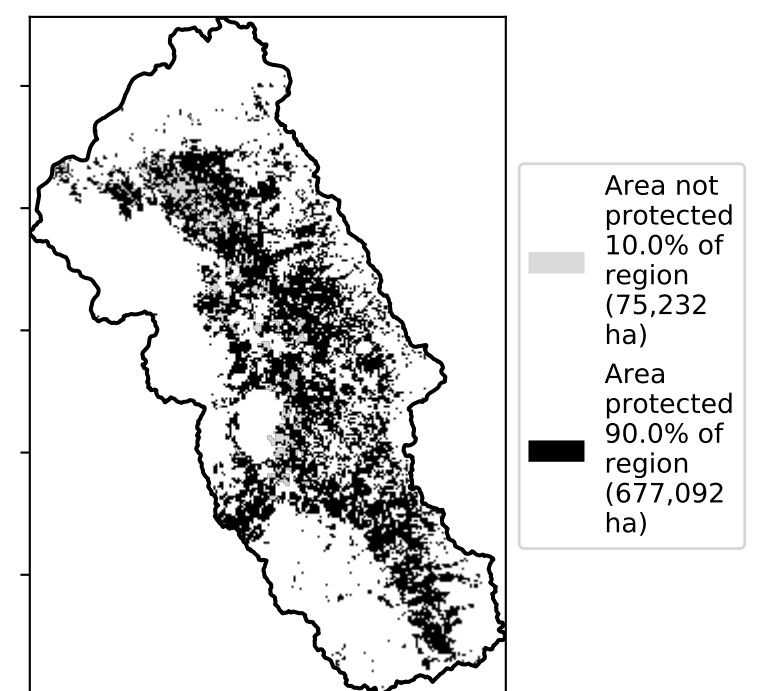 Area not
protected
10.0% of
region
(75,232
ha)
Area
protected
90.0% of
region
(677,092
ha)